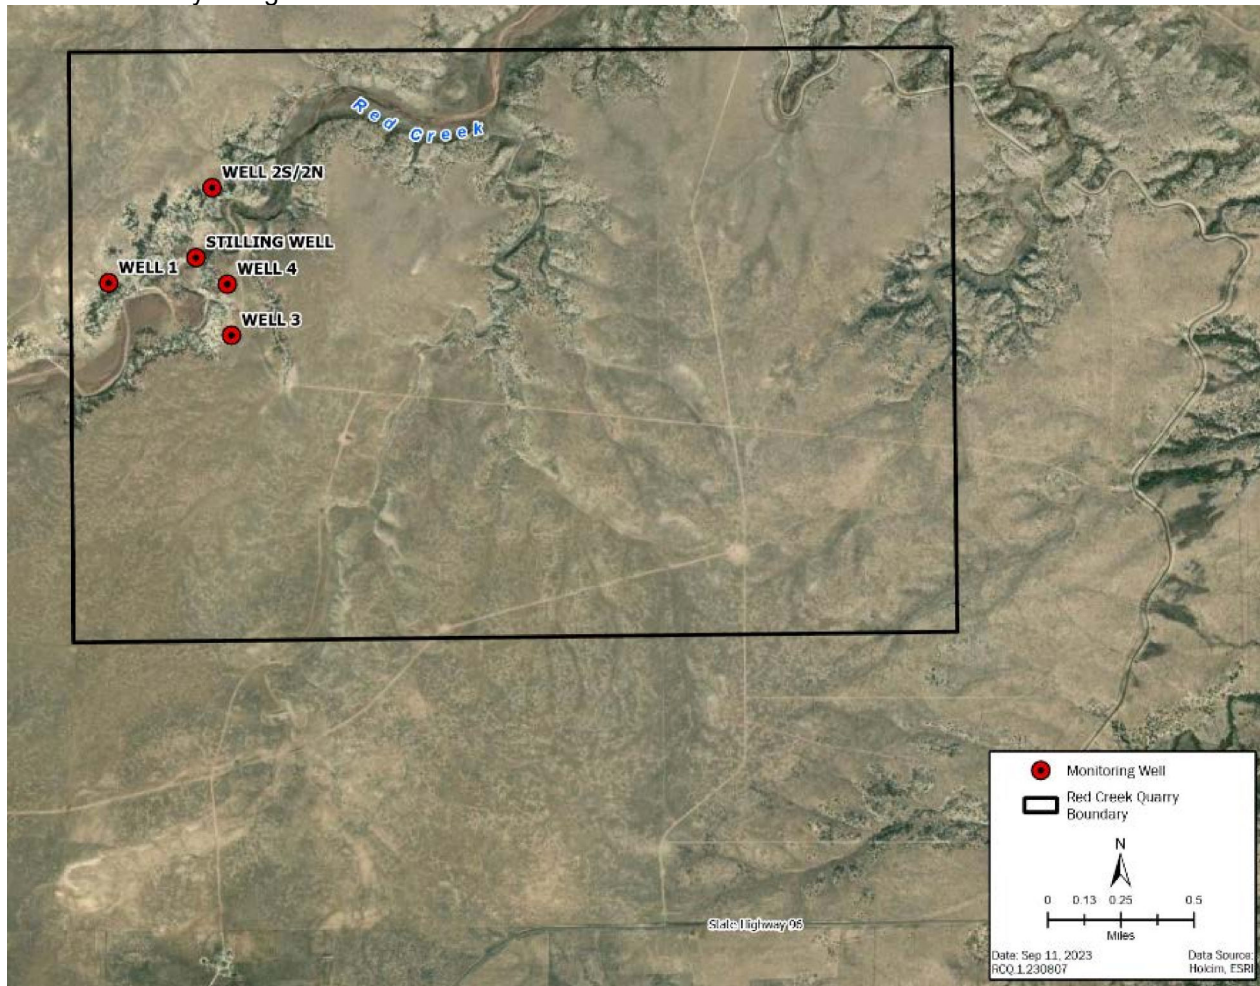 Red Creek
WELL 2S/2N
STILLING WELL
WELL 1
WELL 4
WELL 3
State Highway 96
Monitoring Well
Red Creek Quarry
Boundary
N
0 0.13 0.25 0.5
Miles
Date: Sep 11, 2023
RCQ.1.230807
Data Source:
Holcim, ESRI